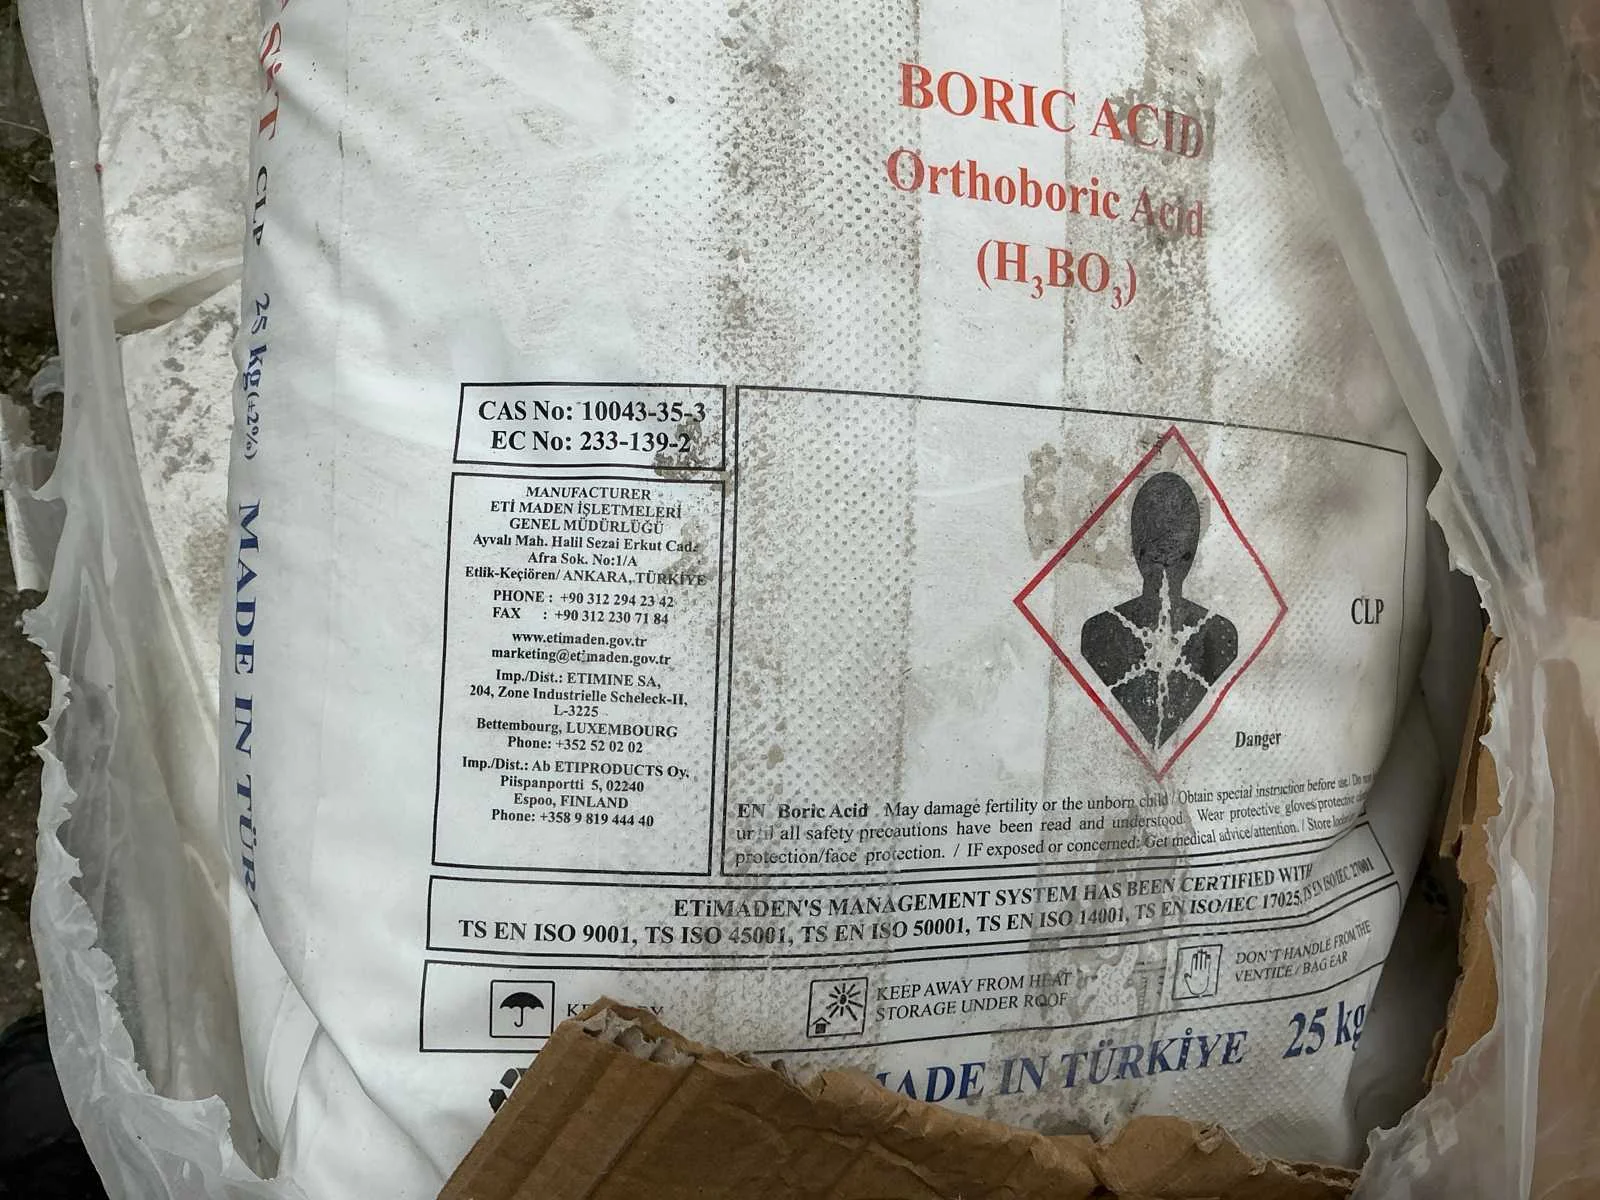 ASİT CLP 25 kg (±2%) MADE IN TÜR
BORIC ACID
Orthoboric Acid
(H₃BO₃)
CAS No: 10043-35-3
EC No: 233-139-2
MANUFACTURER
ETİ MADEN İŞLETMELERİ
GENEL MÜDÜRLÜĞÜ
Ayvalı Mah. Halil Sezai Erkut Cad.
Afra Sok. No:1/A
Etlik-Keçiören/ ANKARA, TÜRKİYE
PHONE : +90 312 294 23 42
FAX : +90 312 230 71 84
www.etimaden.gov.tr
marketing@etimaden.gov.tr
Imp./Dist.: ETIMINE SA,
204, Zone Industrielle Scheleck-II,
L-3225
Bettembourg, LUXEMBOURG
Phone: +352 52 02 02
Imp./Dist.: Ab ETIPRODUCTS Oy.
Piispanportti 5, 02240
Espoo, FINLAND
Phone: +358 9 819 444 40
CLP
Danger
EN Boric Acid May damage fertility or the unborn child / Obtain special instruction before use / Do not
until all safety precautions have been read and understood. Wear protective gloves/protective
protection/face protection. / IF exposed or concerned: Get medical advice/attention. / Store
ETiMADEN'S MANAGEMENT SYSTEM HAS BEEN CERTIFIED WITH
TS EN ISO 9001, TS ISO 45001, TS EN ISO 50001, TS EN ISO 14001, TS EN ISO/IEC 17025, TS EN ISO/IEC 27001
KEEP AWAY FROM HEAT
STORAGE UNDER ROOF
DON'T HANDLE FROM THE
VENTILE / BAG EAR
MADE IN TÜRKİYE 25 kg